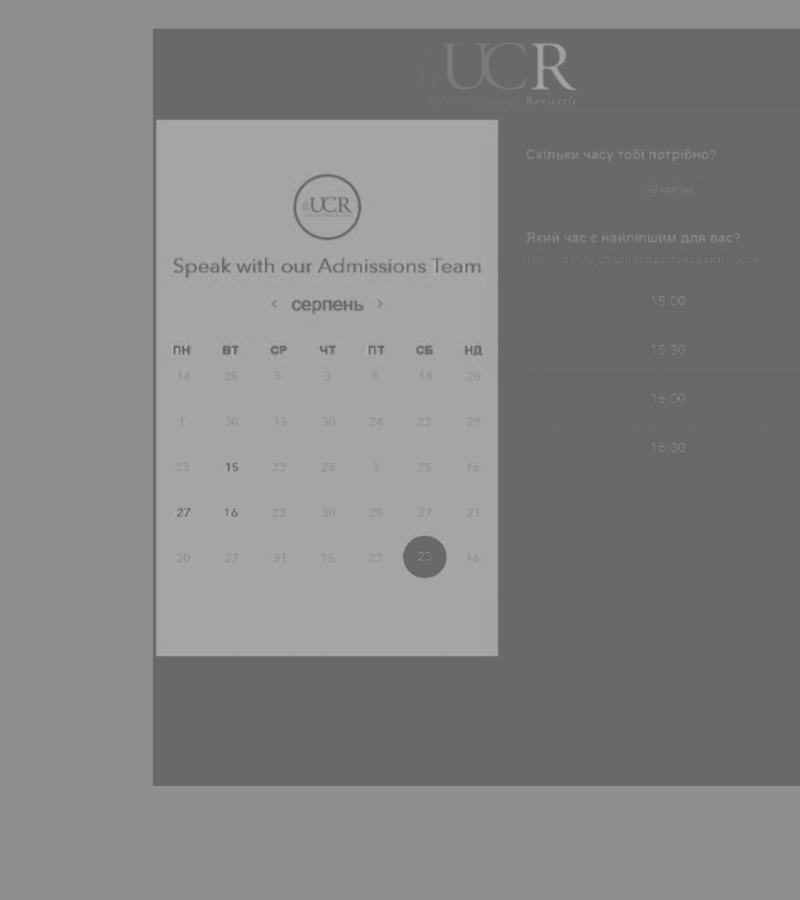 UCR
Roosevelt
UCR
Speak with our Admissions Team
‹ серпень ›
ПН ВТ СР ЧТ ПТ СБ НД
14 25 5 3 5 14 20
1 30 13 30 24 23 29
23 15 23 26 3 25 16
27 16 23 30 25 27 21
20 27 31 15 23 23 16
Скільки часу тобі потрібно?
30 хвилин
Який час є найліпшим для вас?
Східноєвропейський час
15:00
15:30
16:00
16:30